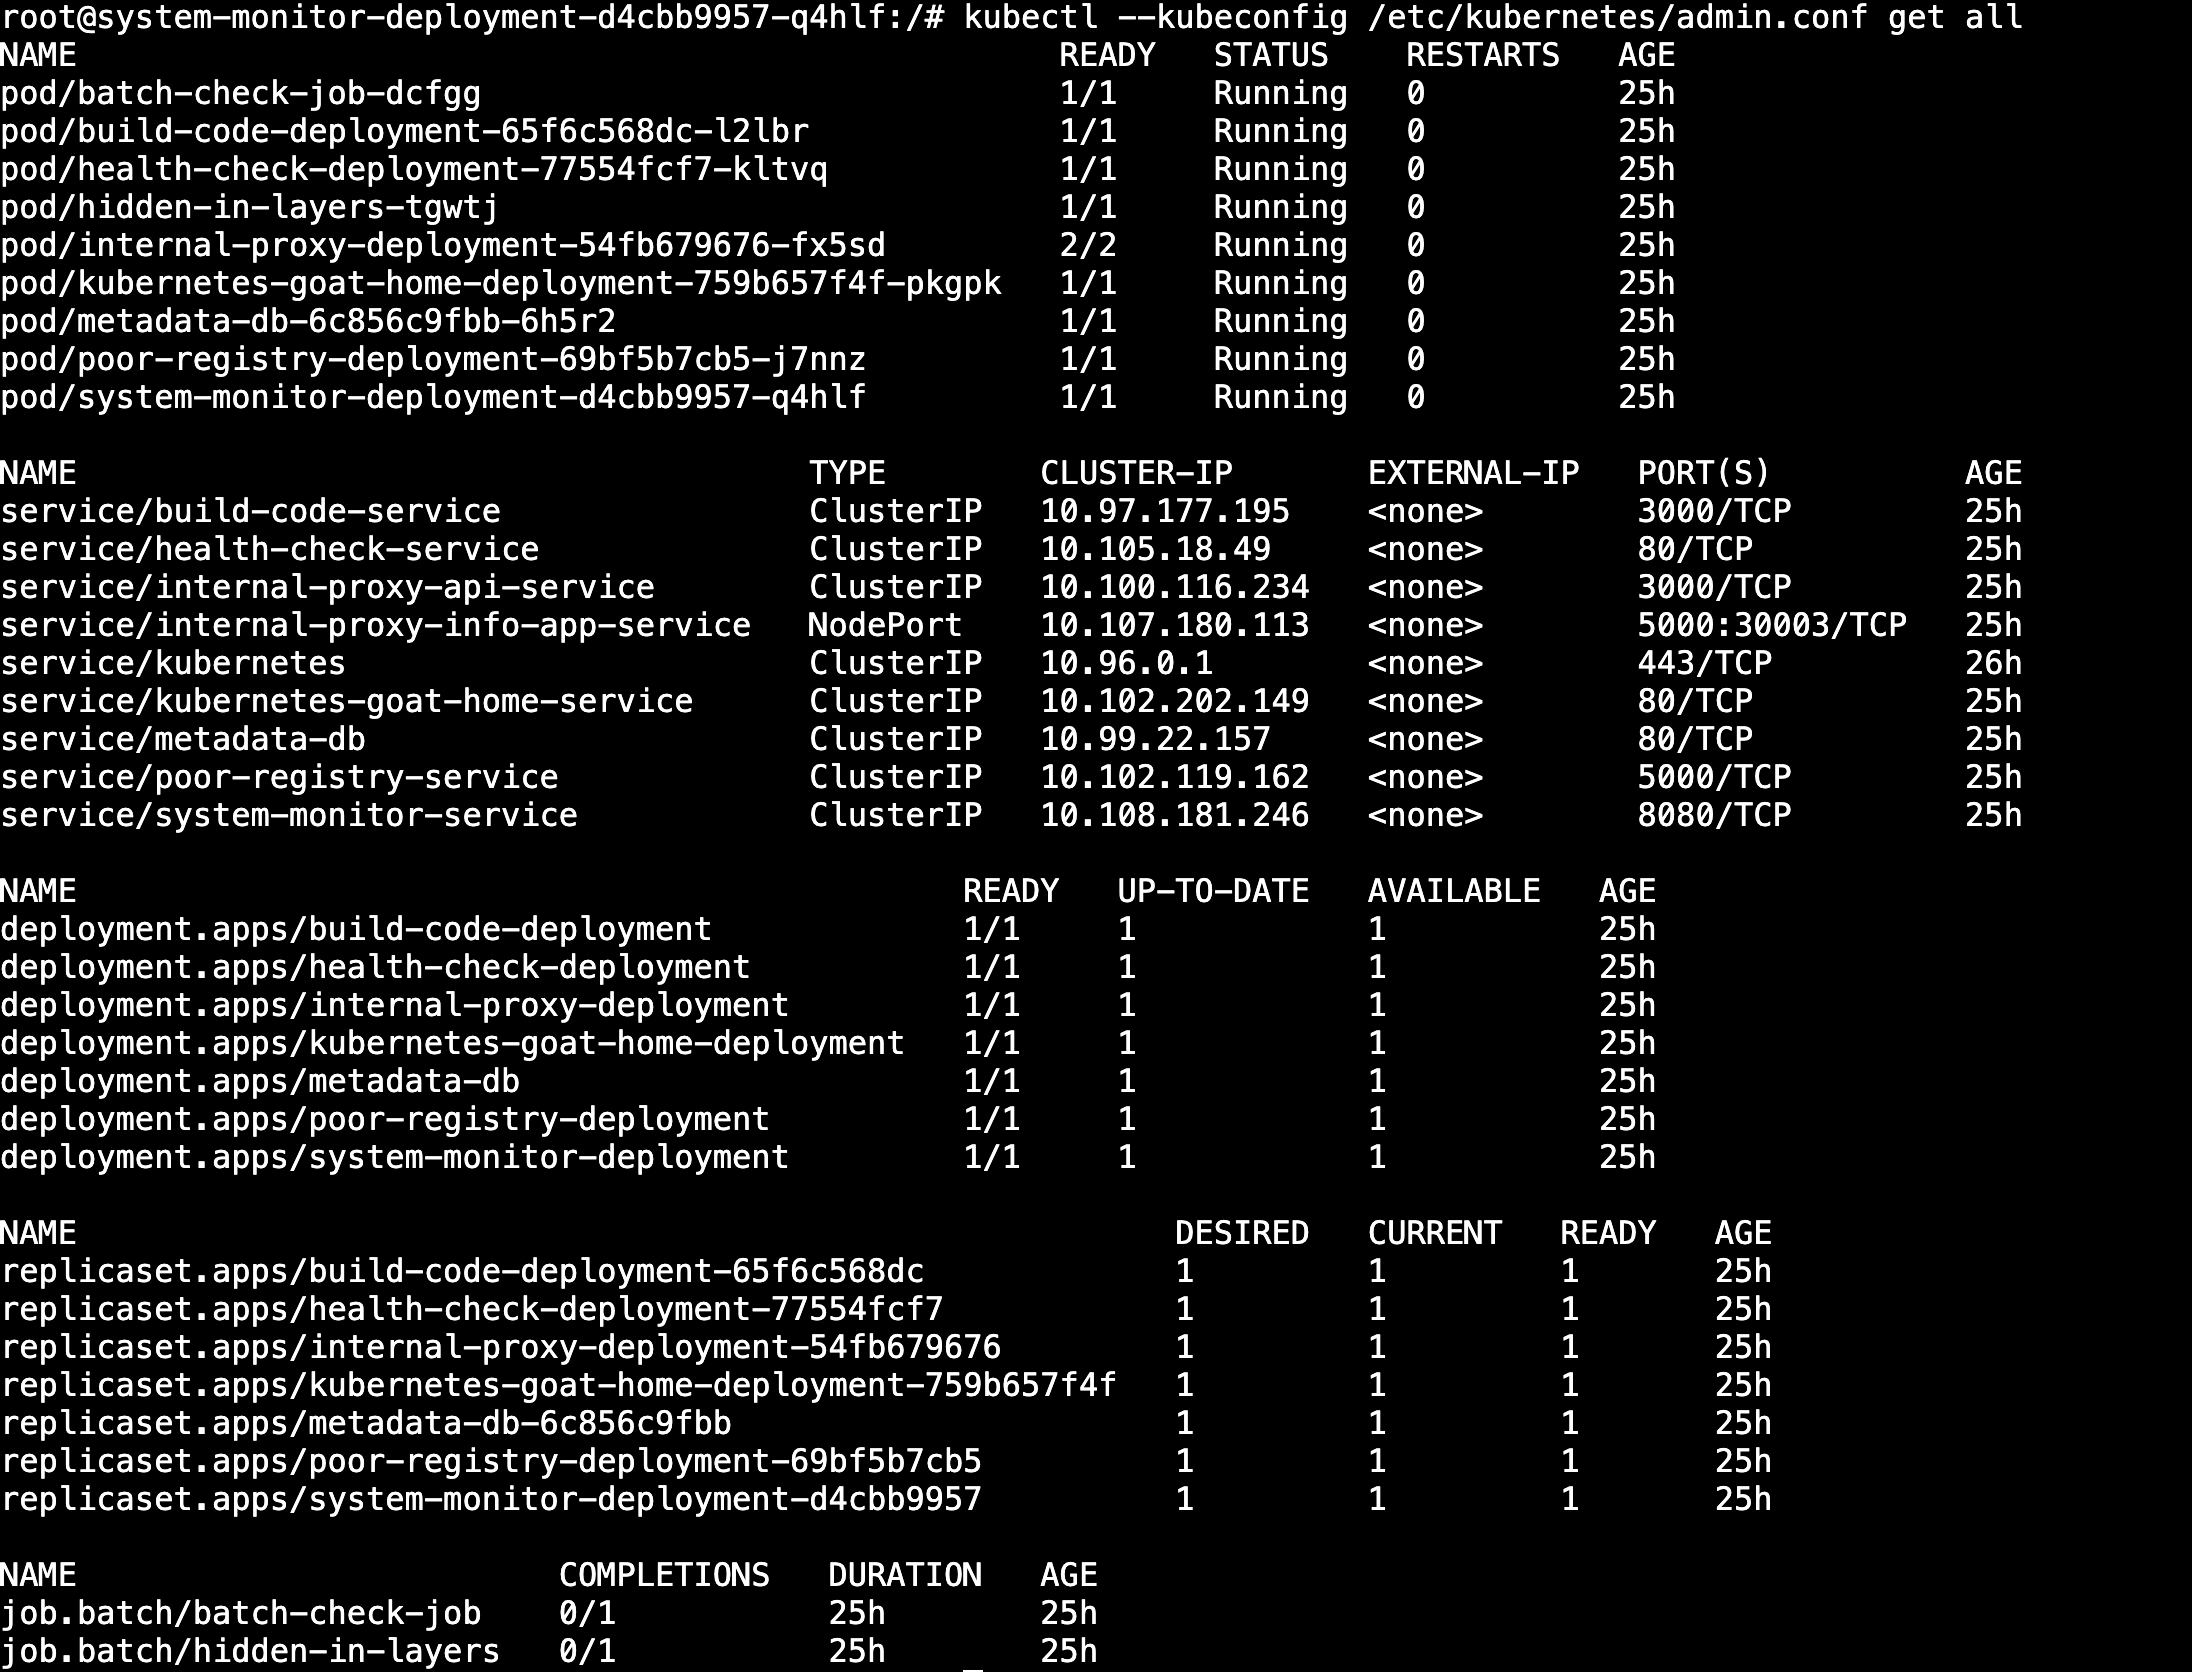 root@system-monitor-deployment-d4cbb9957-q4hlf:/# kubectl --kubeconfig /etc/kubernetes/admin.conf get all
NAME READY STATUS RESTARTS AGE
pod/batch-check-job-dcfgg 1/1 Running 0 25h
pod/build-code-deployment-65f6c568dc-l2lbr 1/1 Running 0 25h
pod/health-check-deployment-77554fcf7-kltvq 1/1 Running 0 25h
pod/hidden-in-layers-tgwtj 1/1 Running 0 25h
pod/internal-proxy-deployment-54fb679676-fx5sd 2/2 Running 0 25h
pod/kubernetes-goat-home-deployment-759b657f4f-pkgpk 1/1 Running 0 25h
pod/metadata-db-6c856c9fbb-6h5r2 1/1 Running 0 25h
pod/poor-registry-deployment-69bf5b7cb5-j7nnz 1/1 Running 0 25h
pod/system-monitor-deployment-d4cbb9957-q4hlf 1/1 Running 0 25h
NAME TYPE CLUSTER-IP EXTERNAL-IP PORT(S) AGE
service/build-code-service ClusterIP 10.97.177.195 <none> 3000/TCP 25h
service/health-check-service ClusterIP 10.105.18.49 <none> 80/TCP 25h
service/internal-proxy-api-service ClusterIP 10.100.116.234 <none> 3000/TCP 25h
service/internal-proxy-info-app-service NodePort 10.107.180.113 <none> 5000:30003/TCP 25h
service/kubernetes ClusterIP 10.96.0.1 <none> 443/TCP 26h
service/kubernetes-goat-home-service ClusterIP 10.102.202.149 <none> 80/TCP 25h
service/metadata-db ClusterIP 10.99.22.157 <none> 80/TCP 25h
service/poor-registry-service ClusterIP 10.102.119.162 <none> 5000/TCP 25h
service/system-monitor-service ClusterIP 10.108.181.246 <none> 8080/TCP 25h
NAME READY UP-TO-DATE AVAILABLE AGE
deployment.apps/build-code-deployment 1/1 1 1 25h
deployment.apps/health-check-deployment 1/1 1 1 25h
deployment.apps/internal-proxy-deployment 1/1 1 1 25h
deployment.apps/kubernetes-goat-home-deployment 1/1 1 1 25h
deployment.apps/metadata-db 1/1 1 1 25h
deployment.apps/poor-registry-deployment 1/1 1 1 25h
deployment.apps/system-monitor-deployment 1/1 1 1 25h
NAME DESIRED CURRENT READY AGE
replicaset.apps/build-code-deployment-65f6c568dc 1 1 1 25h
replicaset.apps/health-check-deployment-77554fcf7 1 1 1 25h
replicaset.apps/internal-proxy-deployment-54fb679676 1 1 1 25h
replicaset.apps/kubernetes-goat-home-deployment-759b657f4f 1 1 1 25h
replicaset.apps/metadata-db-6c856c9fbb 1 1 1 25h
replicaset.apps/poor-registry-deployment-69bf5b7cb5 1 1 1 25h
replicaset.apps/system-monitor-deployment-d4cbb9957 1 1 1 25h
NAME COMPLETIONS DURATION AGE
job.batch/batch-check-job 0/1 25h 25h
job.batch/hidden-in-layers 0/1 25h 25h